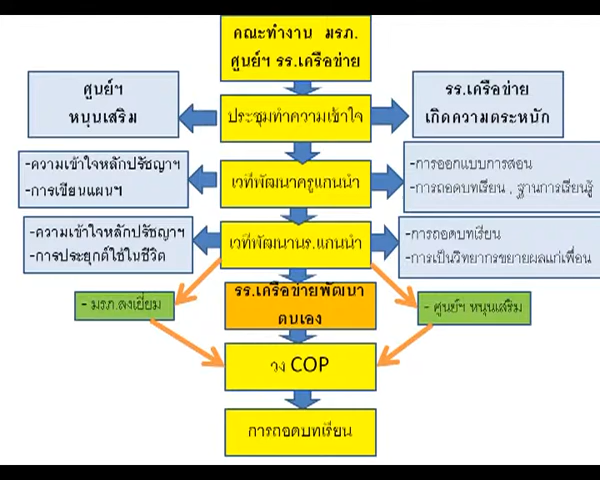 คณะทำงาน มรภ.
ศูนย์ฯ รร.เครือข่าย
ศูนย์ฯ
หนุนเสริม
ประชุมทำความเข้าใจ
รร.เครือข่าย
เกิดความตระหนัก
-ความเข้าใจหลักปรัชญาฯ
-การเขียนแผนฯ
เวทีพัฒนาครูแกนนำ
-การออกแบบการสอน
-การถอดบทเรียน , ฐานการเรียนรู้
-ความเข้าใจหลักปรัชญาฯ
-การประยุกต์ใช้ในชีวิต
เวทีพัฒนานร.แกนนำ
-การถอดบทเรียน
-การเป็นวิทยากรขยายผลแก่เพื่อน
- มรภ.ลงเยี่ยม
รร.เครือข่ายพัฒนา
ตนเอง
- ศูนย์ฯ หนุนเสริม
วง COP
การถอดบทเรียน